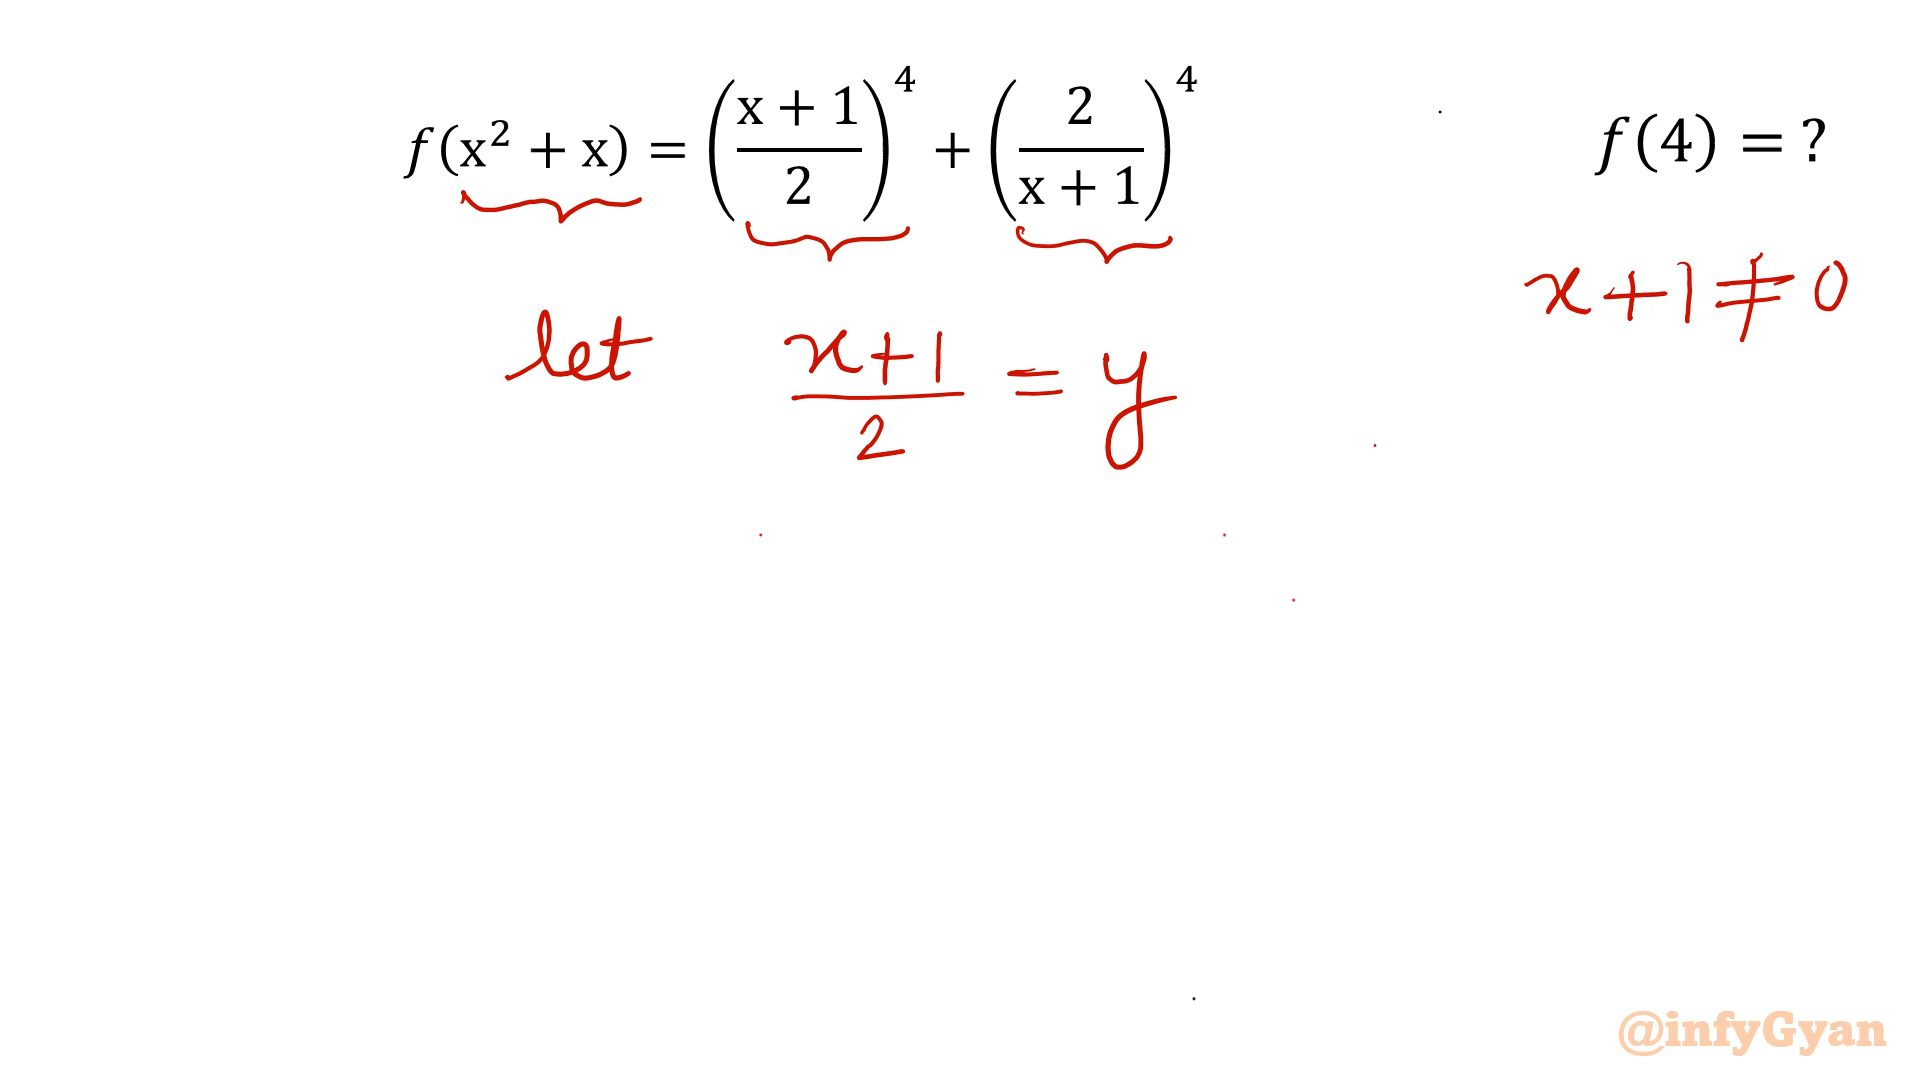 f(x² + x) = ((x + 1)/2)⁴ + (2/(x + 1))⁴
f(4) = ?
x+1 ≠ 0
let (x+1)/2 = y
@infyGyan